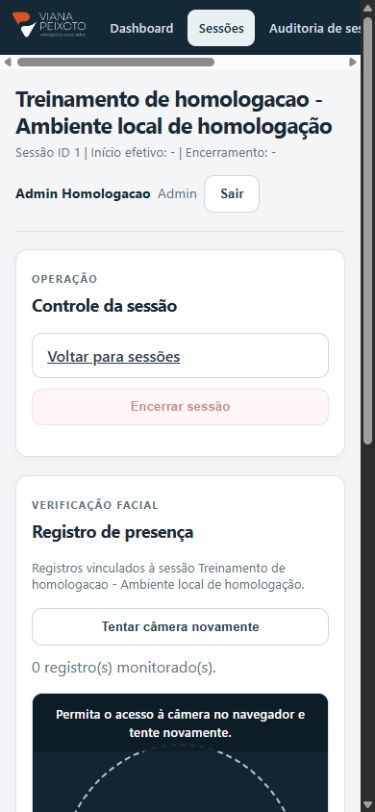 VIANA
PEIXOTO
Dashboard
Sessões
Auditoria de ses
Treinamento de homologacao -
Ambiente local de homologação
Sessão ID 1 | Início efetivo: - | Encerramento: -
Admin Homologacao Admin Sair
OPERAÇÃO
Controle da sessão
Voltar para sessões
Encerrar sessão
VERIFICAÇÃO FACIAL
Registro de presença
Registros vinculados à sessão Treinamento de
homologacao - Ambiente local de homologação.
Tentar câmera novamente
0 registro(s) monitorado(s).
Permita o acesso à câmera no navegador e
tente novamente.